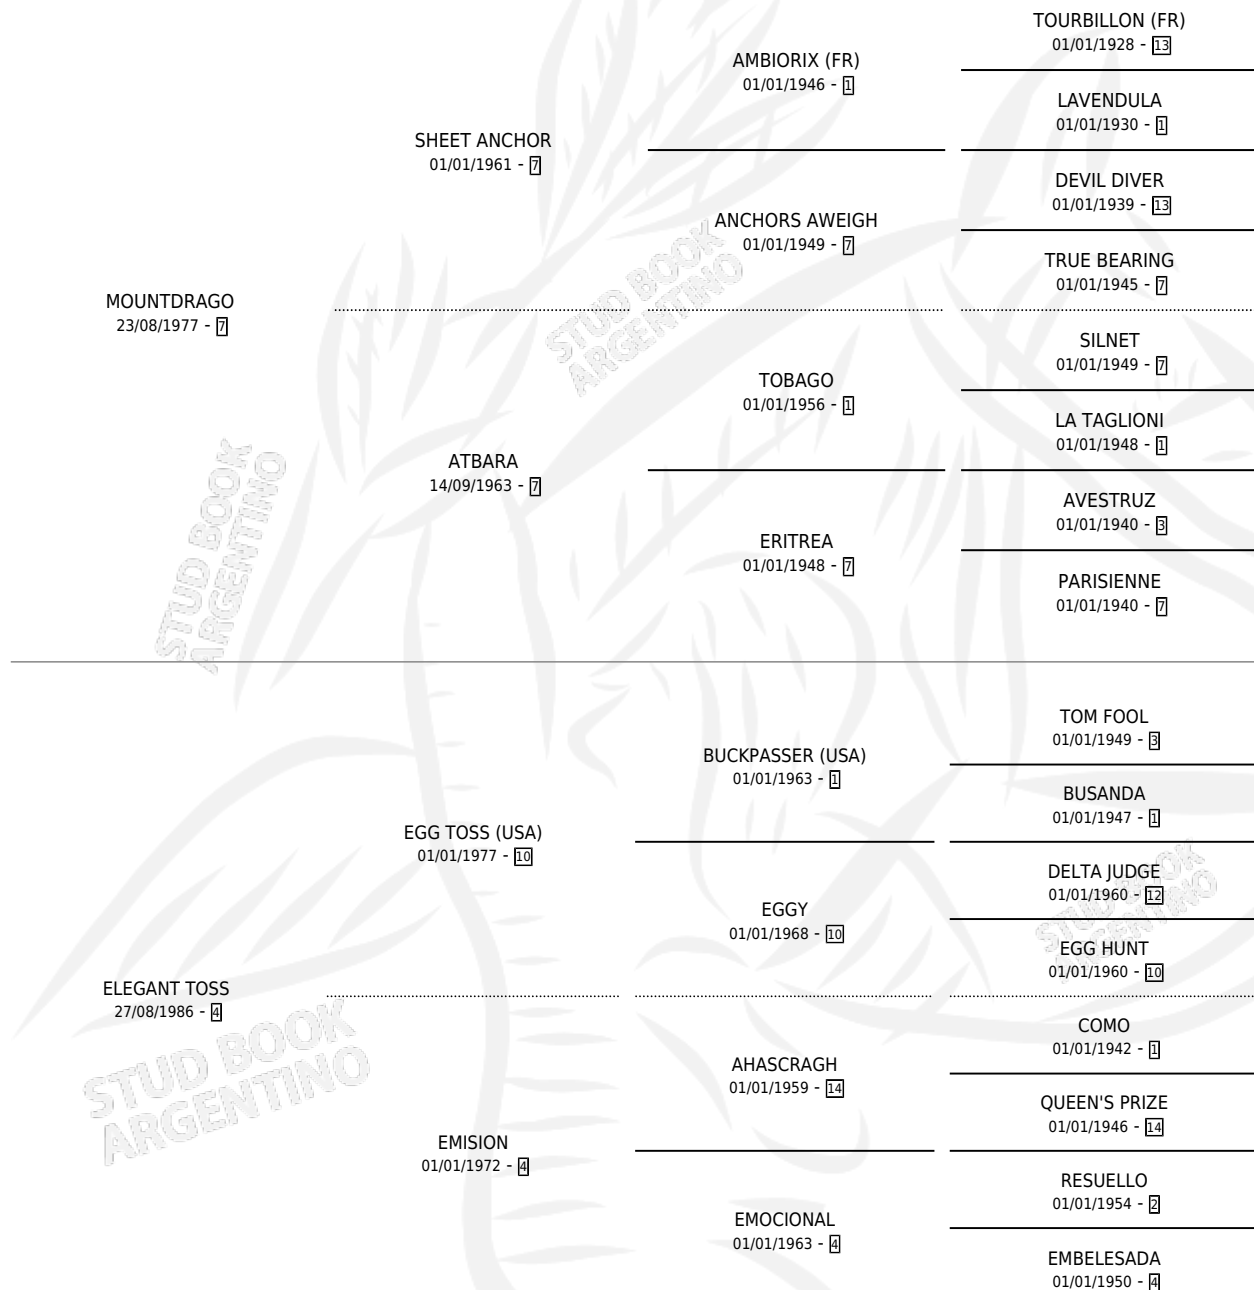 TOURBILLON (FR)
01/01/1928 - 13
AMBIORIX (FR)
01/01/1946 - 1
LAVENDULA
01/01/1930 - 1
SHEET ANCHOR
01/01/1961 - 7
DEVIL DIVER
01/01/1939 - 13
ANCHORS AWEIGH
01/01/1949 - 7
TRUE BEARING
01/01/1945 - 7
MOUNTDRAGO
23/08/1977 - 7
SILNET
01/01/1949 - 7
TOBAGO
01/01/1956 - 1
LA TAGLIONI
01/01/1948 - 1
ATBARA
14/09/1963 - 7
AVESTRUZ
01/01/1940 - 3
ERITREA
01/01/1948 - 7
PARISIENNE
01/01/1940 - 7
STUD BOOK
ARGENTINO
STUD BOOK
ARGENTINO
TOM FOOL
01/01/1949 - 3
BUCKPASSER (USA)
01/01/1963 - 1
BUSANDA
01/01/1947 - 1
EGG TOSS (USA)
01/01/1977 - 10
DELTA JUDGE
01/01/1960 - 12
EGGY
01/01/1968 - 10
EGG HUNT
01/01/1960 - 10
STUD BOOK
ARGENTINO
ELEGANT TOSS
27/08/1986 - 4
COMO
01/01/1942 - 1
AHASCRAGH
01/01/1959 - 14
QUEEN'S PRIZE
01/01/1946 - 14
EMISION
01/01/1972 - 4
RESUELLO
01/01/1954 - 2
EMOCIONAL
01/01/1963 - 4
EMBELESADA
01/01/1950 - 4
STUD BOOK
ARGENTINO